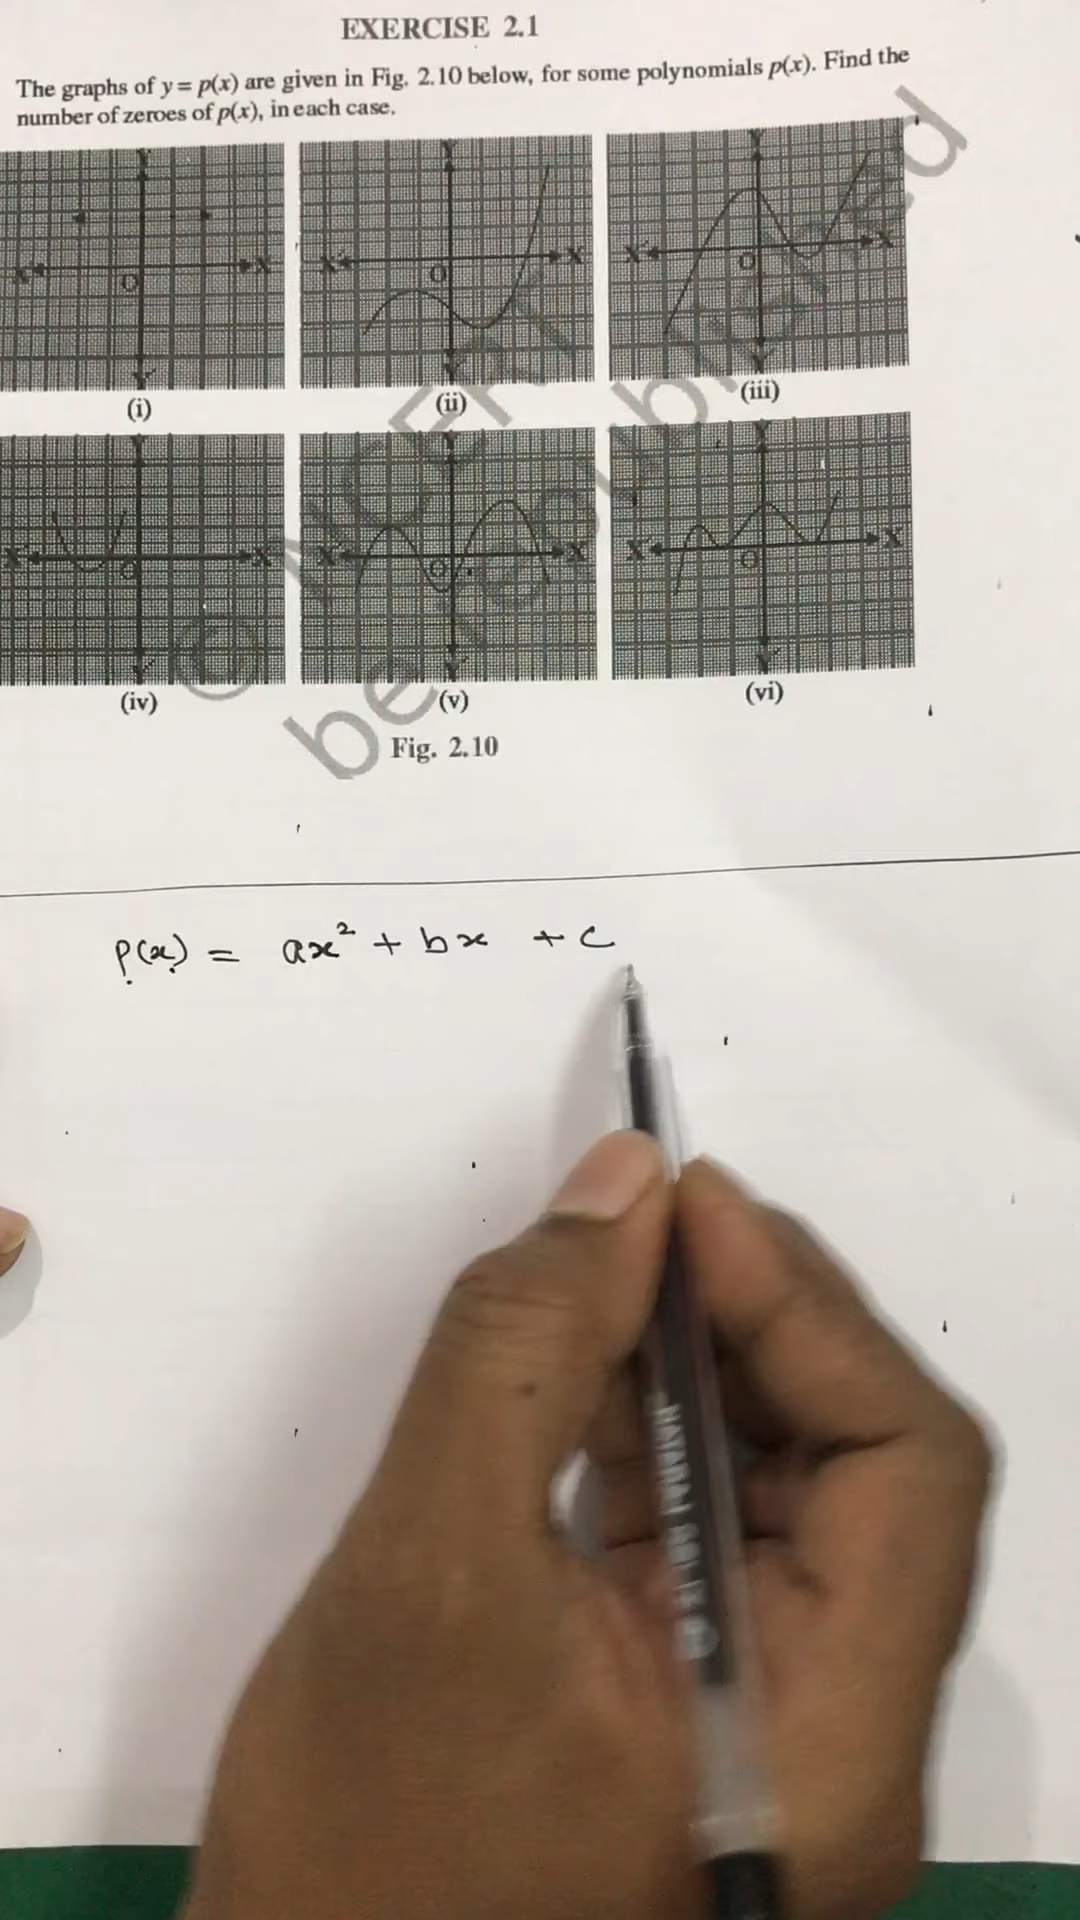 EXERCISE 2.1
The graphs of y = p(x) are given in Fig. 2.10 below, for some polynomials p(x). Find the
number of zeroes of p(x), in each case.
Y
X' X
O
Y'
(i)
Y
X' X
O
Y'
(ii)
Y
X' X
O
Y'
(iii)
Y
X' X
O
Y'
(iv)
Y
X' X
O
Y'
(v)
Y
X' X
O
Y'
(vi)
Fig. 2.10
©
be
p(x) = ax² + bx + c